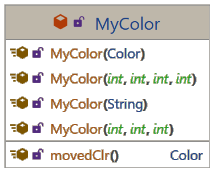 MyColor
MyColor(Color)
MyColor(int, int, int, int)
MyColor(String)
MyColor(int, int, int)
movedClr() Color